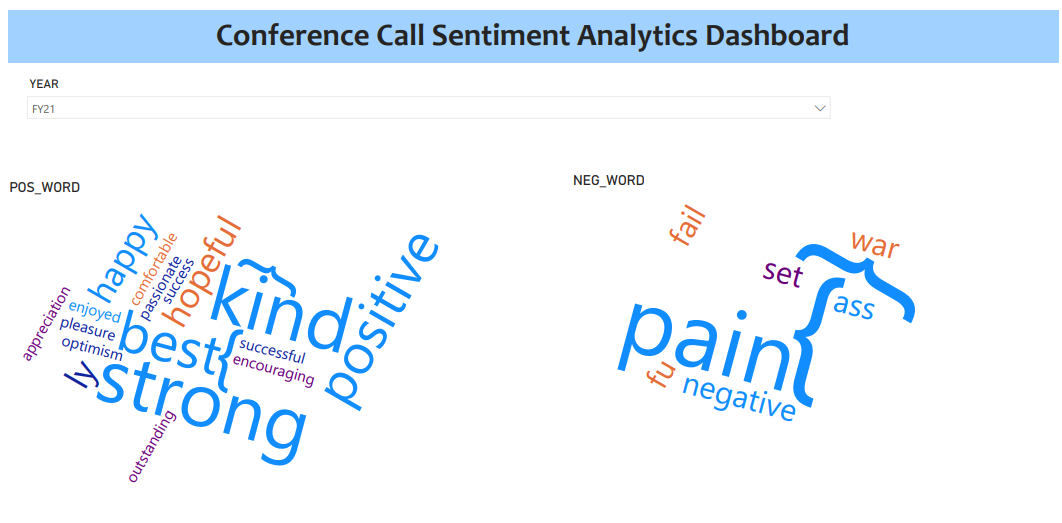 Conference Call Sentiment Analytics Dashboard
YEAR
FY21
POS_WORD
happy
comfortable
passionate
success
hopeful
{
kind
positive
appreciation
enjoyed
pleasure
optimism
best
{
successful
encouraging
ly
strong
outstanding
NEG_WORD
fail
war
set
{
ass
pain
{
fu
negative